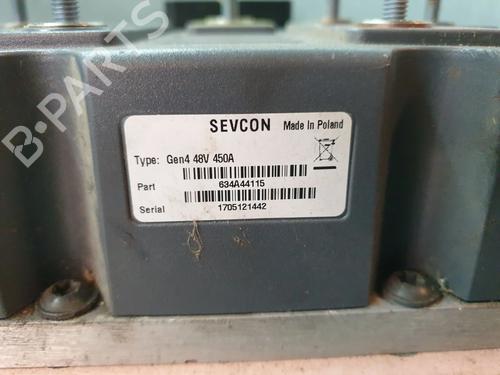 SEVCON Made In Poland
Type: Gen4 48V 450A
Part 634A44115
Serial 1705121442
B-PARTS